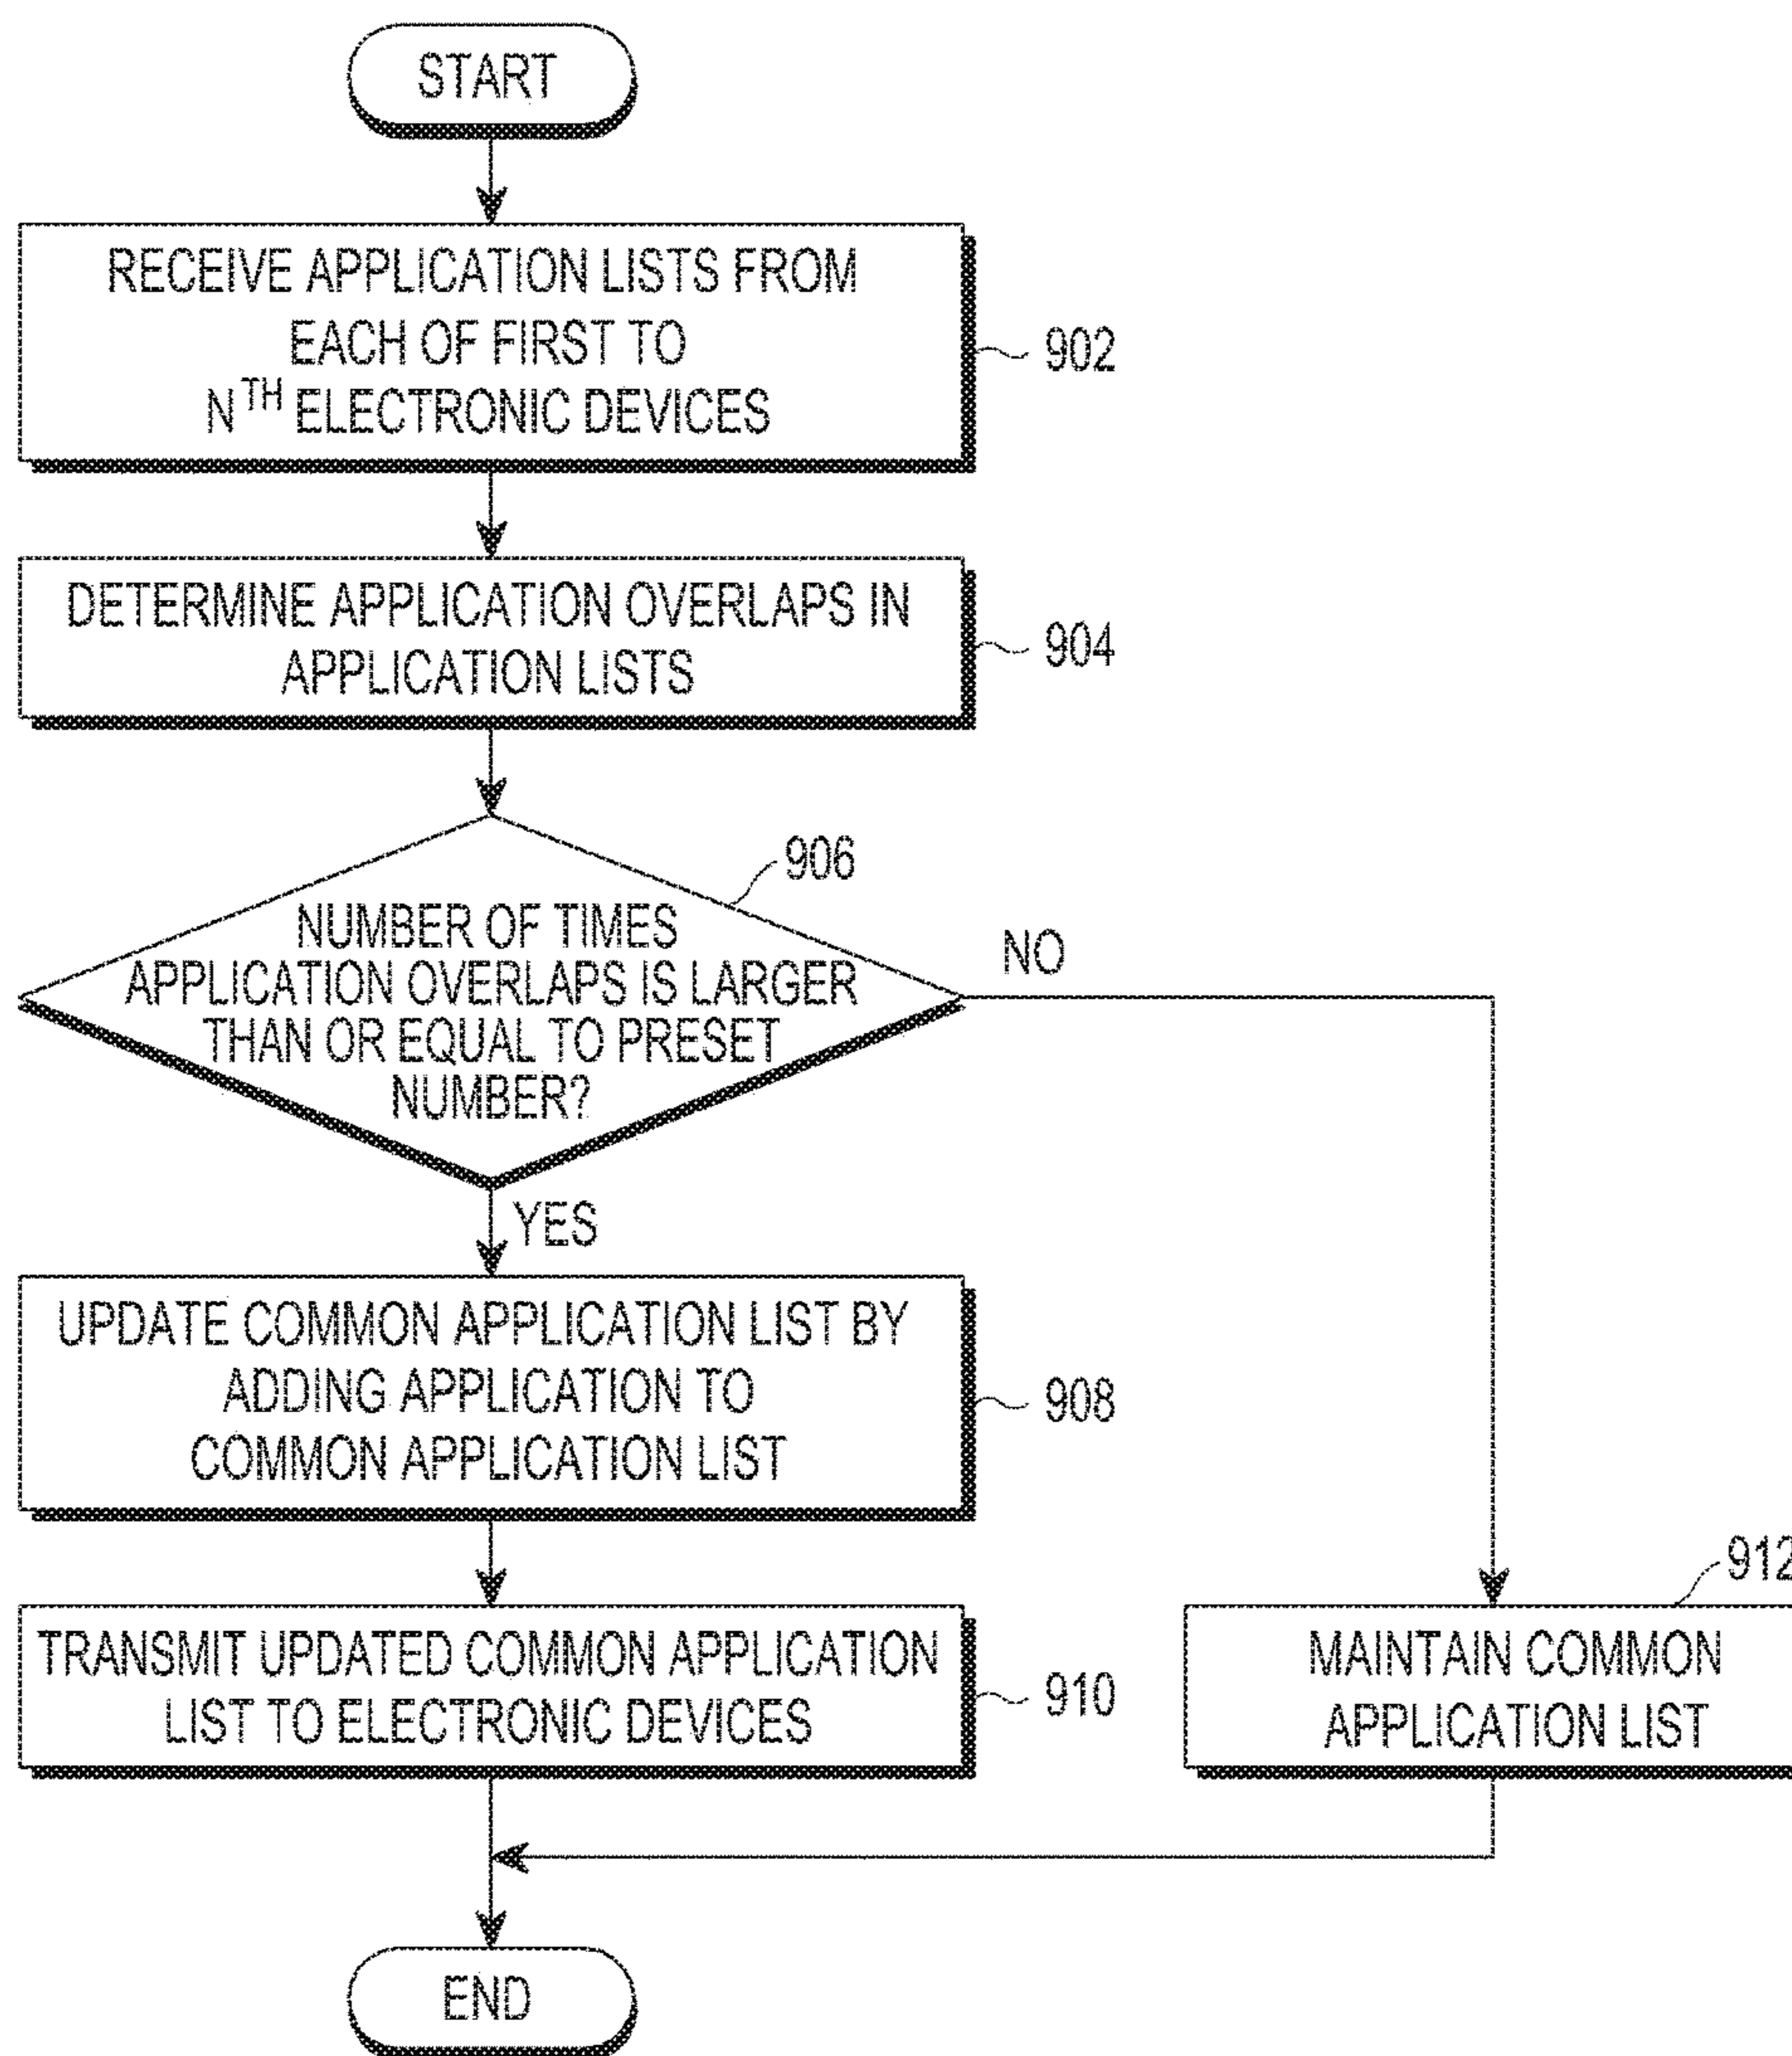 START
RECEIVE APPLICATION LISTS FROM
EACH OF FIRST TO
NTH ELECTRONIC DEVICES
902
DETERMINE APPLICATION OVERLAPS IN
APPLICATION LISTS
904
906
NUMBER OF TIMES
APPLICATION OVERLAPS IS LARGER
THAN OR EQUAL TO PRESET
NUMBER?
NO
YES
UPDATE COMMON APPLICATION LIST BY
ADDING APPLICATION TO
COMMON APPLICATION LIST
908
TRANSMIT UPDATED COMMON APPLICATION
LIST TO ELECTRONIC DEVICES
910
912
MAINTAIN COMMON
APPLICATION LIST
END